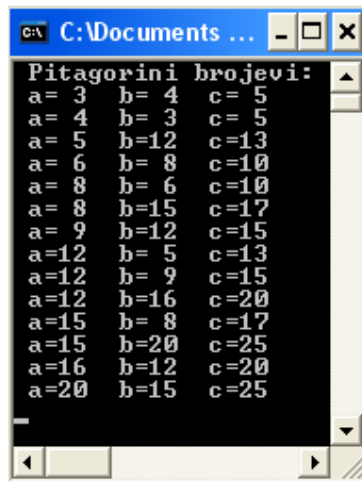 C:\Documents ...
Pitagorini brojevi:
a= 3 b= 4 c= 5
a= 4 b= 3 c= 5
a= 5 b=12 c=13
a= 6 b= 8 c=10
a= 8 b= 6 c=10
a= 8 b=15 c=17
a= 9 b=12 c=15
a=12 b= 5 c=13
a=12 b= 9 c=15
a=12 b=16 c=20
a=15 b= 8 c=17
a=15 b=20 c=25
a=16 b=12 c=20
a=20 b=15 c=25